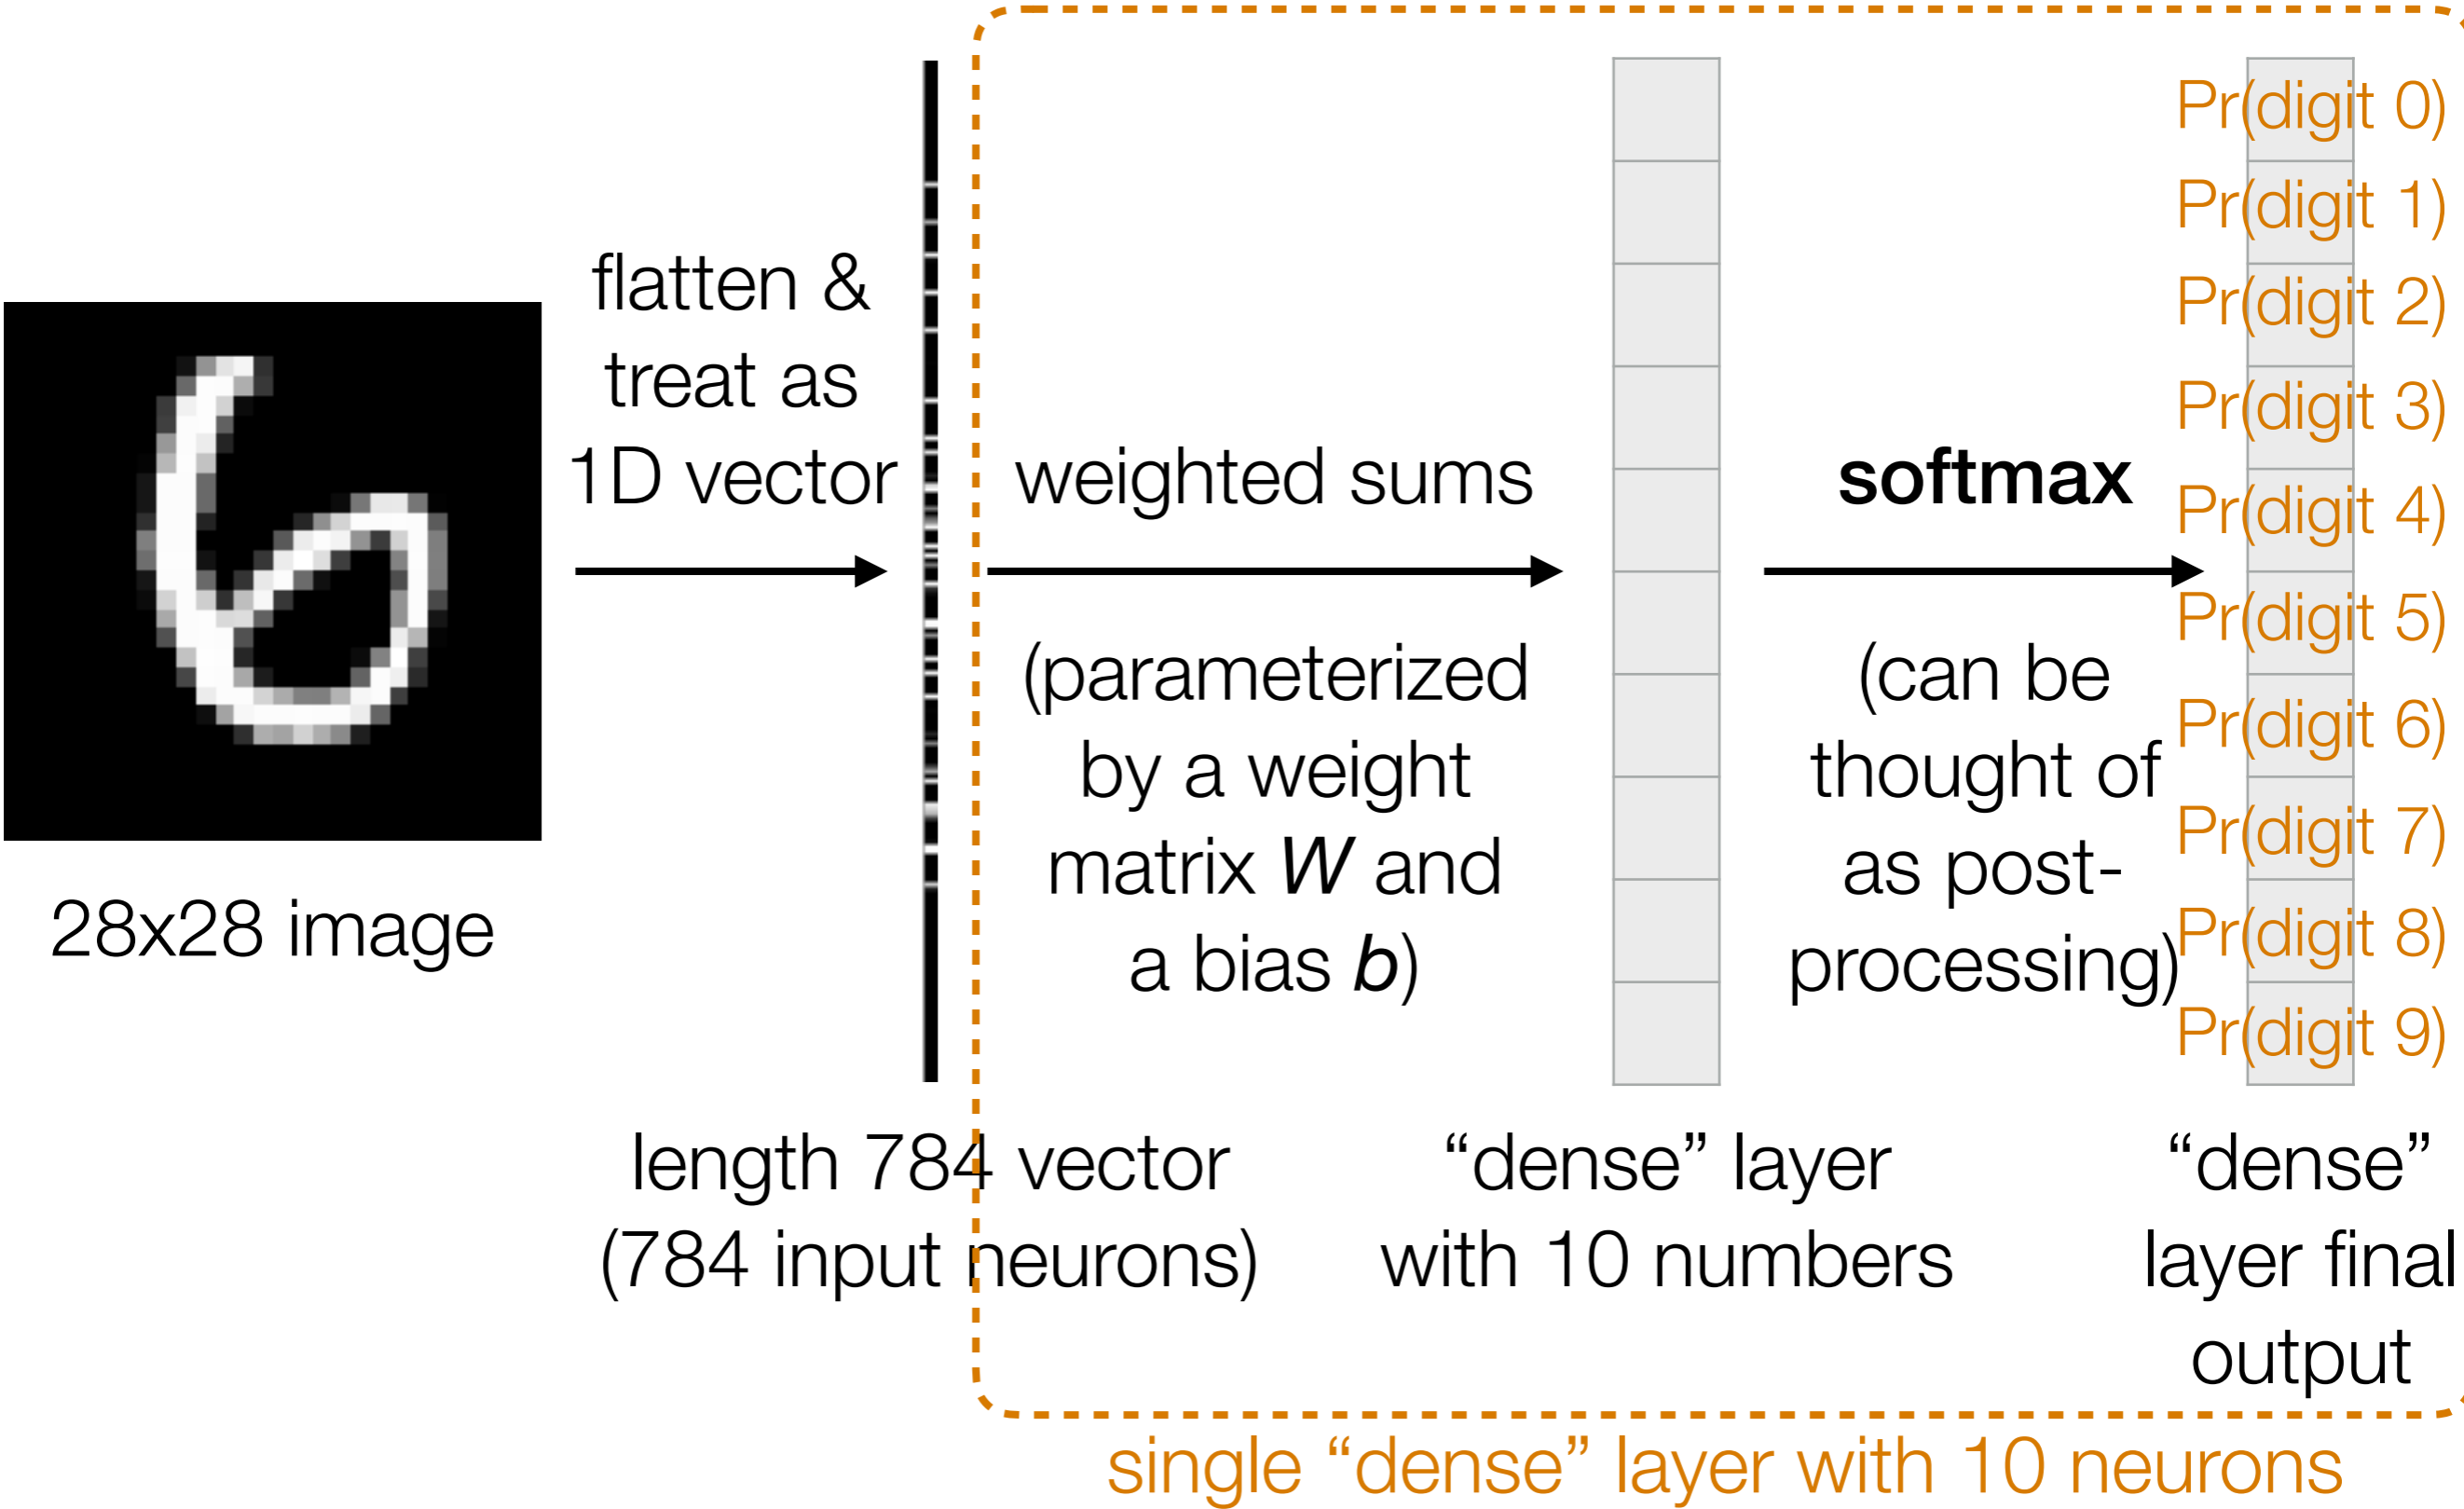 flatten &
treat as
1D vector
28x28 image
length 784 vector
(784 input neurons)
weighted sums
(parameterized
by a weight
matrix W and
a bias b)
“dense” layer
with 10 numbers
softmax
(can be
thought of
as post-
processing)
Pr(digit 0)
Pr(digit 1)
Pr(digit 2)
Pr(digit 3)
Pr(digit 4)
Pr(digit 5)
Pr(digit 6)
Pr(digit 7)
Pr(digit 8)
Pr(digit 9)
“dense”
layer final
output
single “dense” layer with 10 neurons